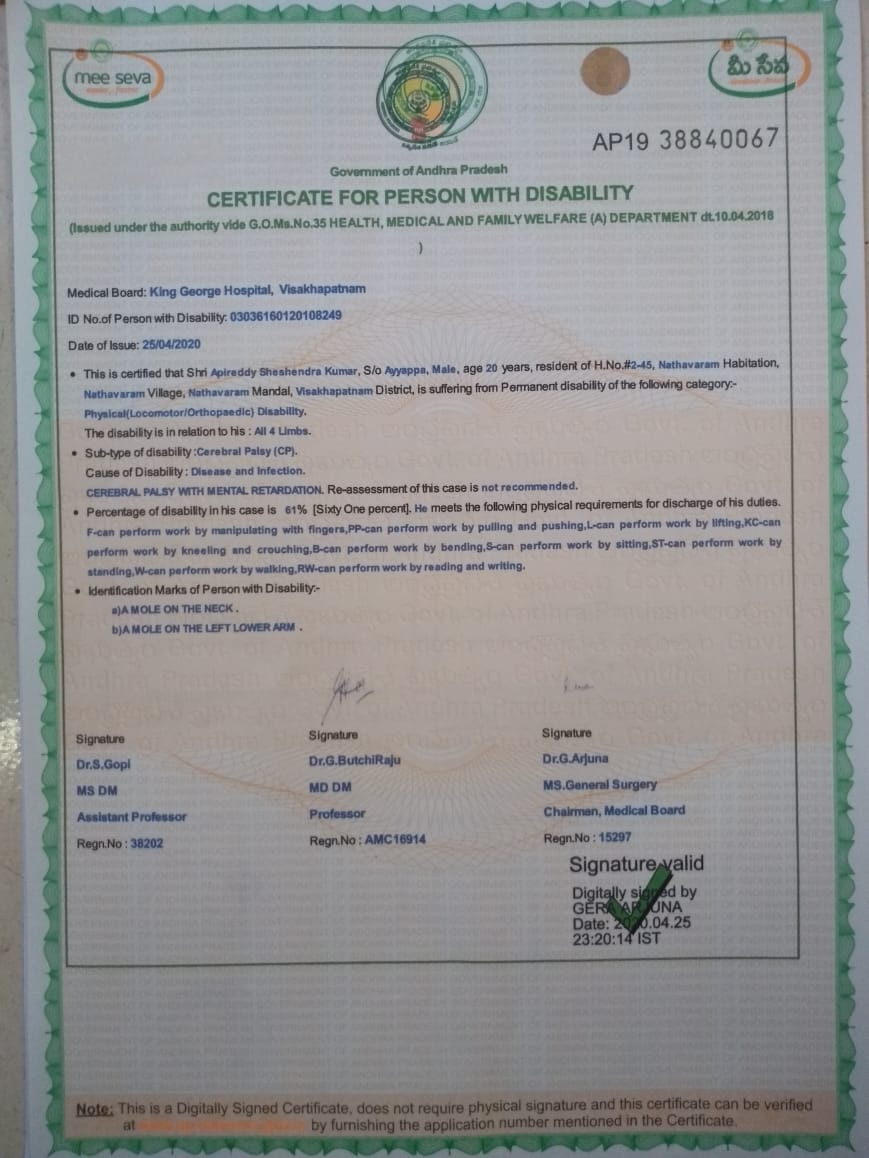 mee seva
మీ సేవ
AP19 38840067
Government of Andhra Pradesh
CERTIFICATE FOR PERSON WITH DISABILITY
(Issued under the authority vide G.O.Ms.No.35 HEALTH, MEDICAL AND FAMILY WELFARE (A) DEPARTMENT dt.10.04.2018
)
Medical Board: King George Hospital, Visakhapatnam
ID No.of Person with Disability: 03036160120108249
Date of Issue: 25/04/2020
• This is certified that Shri Apireddy Sheshendra Kumar, S/o Ayyappa, Male, age 20 years, resident of H.No.#2-45, Nathavaram Habitation,
Nathavaram Village, Nathavaram Mandal, Visakhapatnam District, is suffering from Permanent disability of the following category:-
Physical(Locomotor/Orthopaedic) Disability.
The disability is in relation to his : All 4 Limbs.
• Sub-type of disability :Cerebral Palsy (CP).
Cause of Disability : Disease and Infection.
CEREBRAL PALSY WITH MENTAL RETARDATION. Re-assessment of this case is not recommended.
• Percentage of disability in his case is 61% [Sixty One percent]. He meets the following physical requirements for discharge of his duties.
F-can perform work by manipulating with fingers,PP-can perform work by pulling and pushing,L-can perform work by lifting,KC-can
perform work by kneeling and crouching,B-can perform work by bending,S-can perform work by sitting,ST-can perform work by
standing,W-can perform work by walking,RW-can perform work by reading and writing.
• Identification Marks of Person with Disability:-
a)A MOLE ON THE NECK .
b)A MOLE ON THE LEFT LOWER ARM .
Signature Signature Signature
Dr.S.Gopi Dr.G.ButchiRaju Dr.G.Arjuna
MS DM MD DM MS.General Surgery
Assistant Professor Professor Chairman, Medical Board
Regn.No : 38202 Regn.No : AMC16914 Regn.No : 15297
Signature valid
Digitally signed by
GERA ARJUNA
Date: 2020.04.25
23:20:14 IST
Note: This is a Digitally Signed Certificate, does not require physical signature and this certificate can be verified
at by furnishing the application number mentioned in the Certificate.